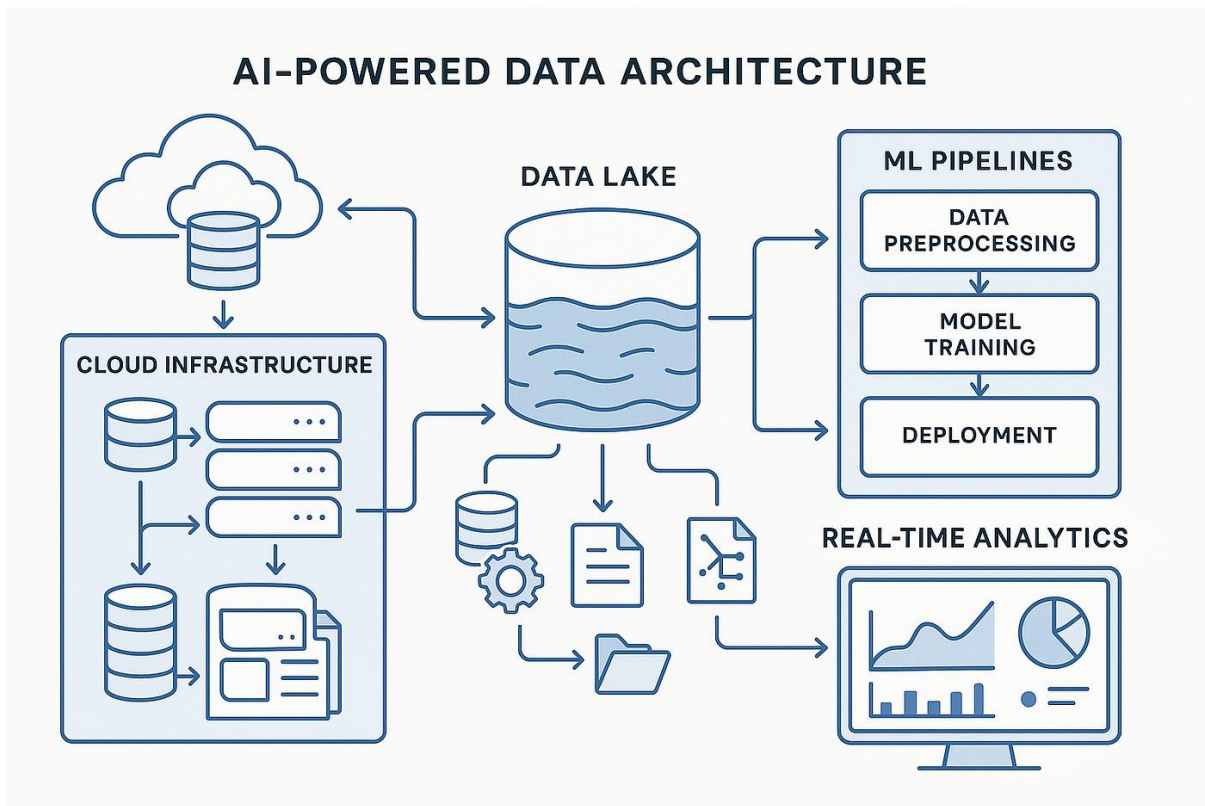 AI-POWERED DATA ARCHITECTURE
DATA LAKE
ML PIPELINES
DATA
PREPROCESSING
MODEL
TRAINING
DEPLOYMENT
CLOUD INFRASTRUCTURE
REAL-TIME ANALYTICS